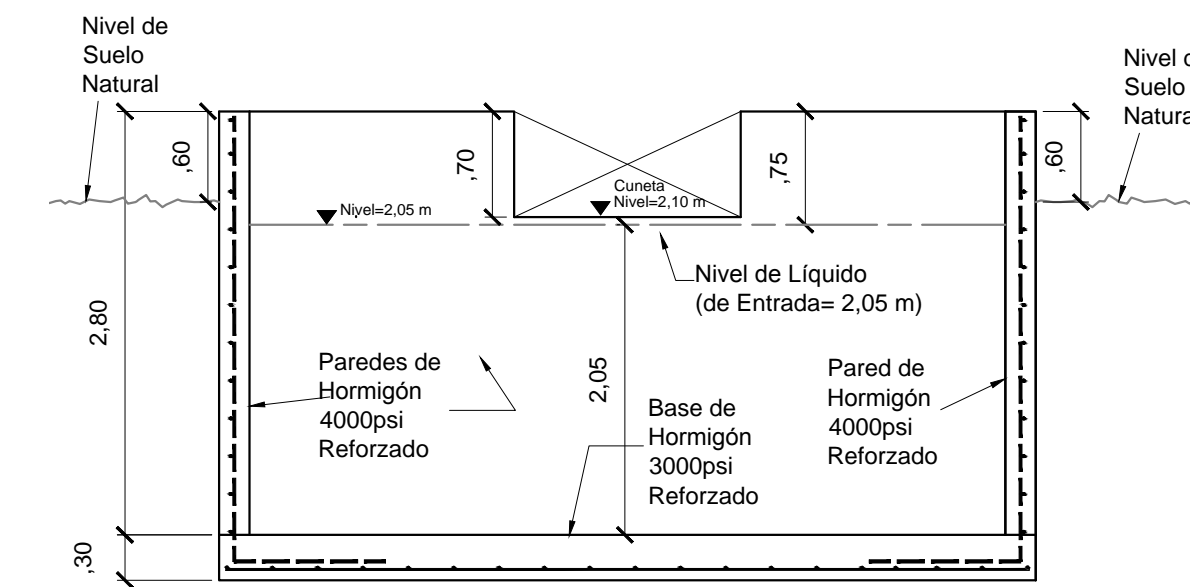 Nivel de
Suelo
Natural
Nivel d
Suelo
Natura
,60
,70
,75
,60
Cuneta
Nivel=2,10 m
Nivel=2,05 m
Nivel de Líquido
(de Entrada= 2,05 m)
2,80
2,05
Paredes de
Hormigón
4000psi
Reforzado
Pared de
Hormigón
4000psi
Reforzado
Base de
Hormigón
3000psi
Reforzado
,30